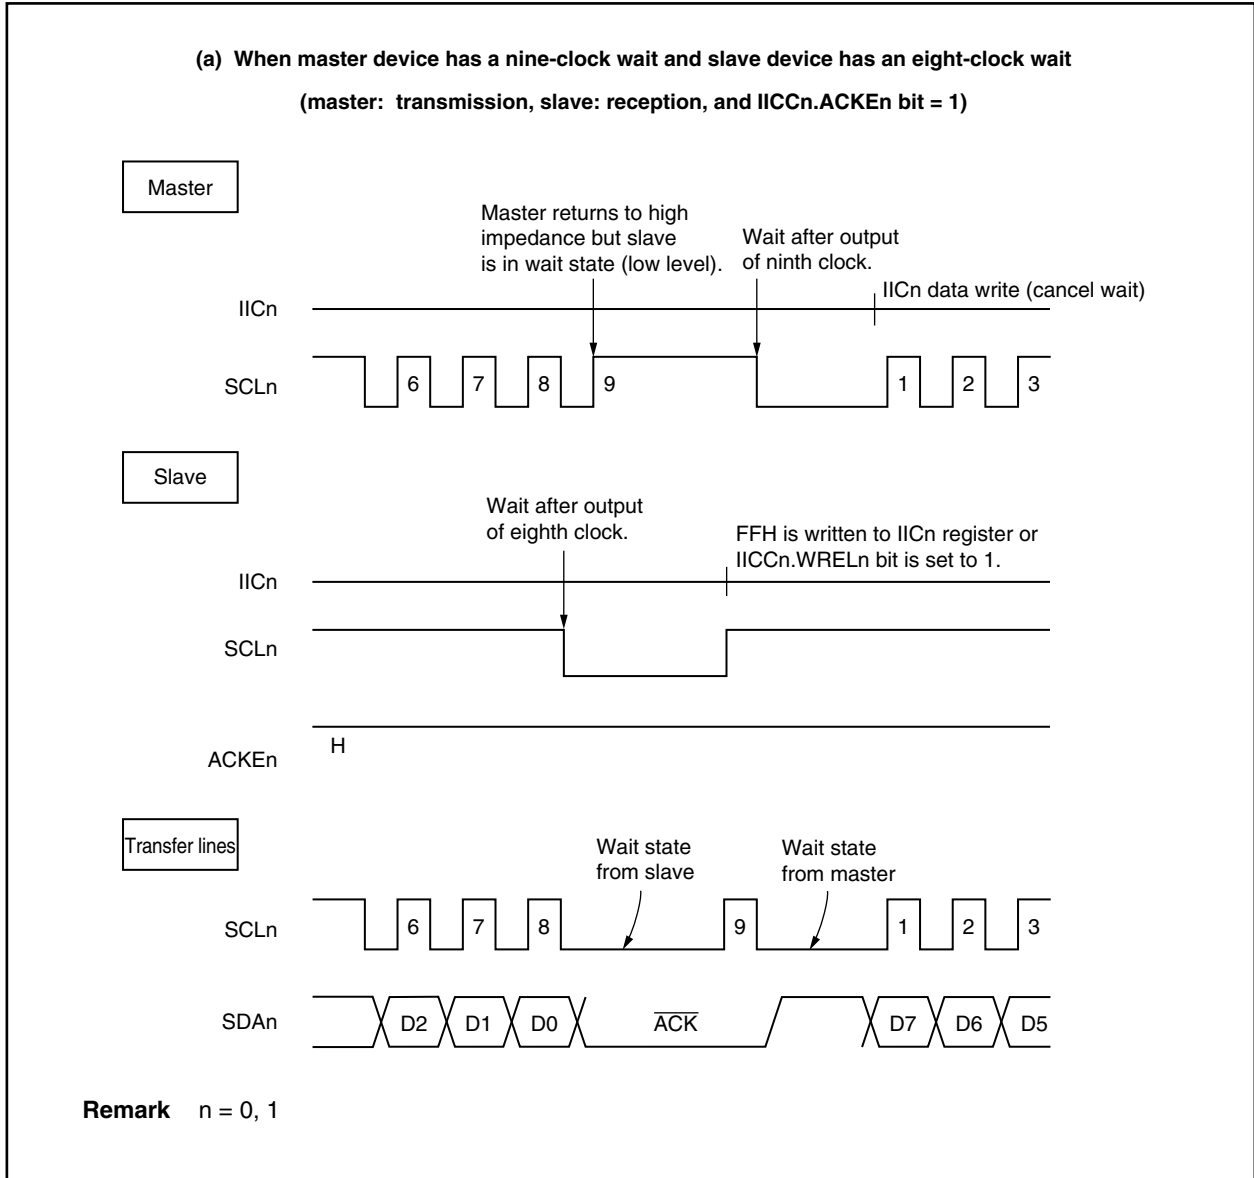 (a) When master device has a nine-clock wait and slave device has an eight-clock wait
(master: transmission, slave: reception, and IICCn.ACKEn bit = 1)
Master
Master returns to high
impedance but slave
is in wait state (low level).
Wait after output
of ninth clock.
IICn data write (cancel wait)
IICn
SCLn
6 7 8 9 1 2 3
Slave
Wait after output
of eighth clock.
FFH is written to IICn register or
IICCn.WRELn bit is set to 1.
IICn
SCLn
H
ACKEn
Transfer lines
Wait state
from slave
Wait state
from master
SCLn
6 7 8 9 1 2 3
SDAn
D2 D1 D0 ACK D7 D6 D5
Remark n = 0, 1